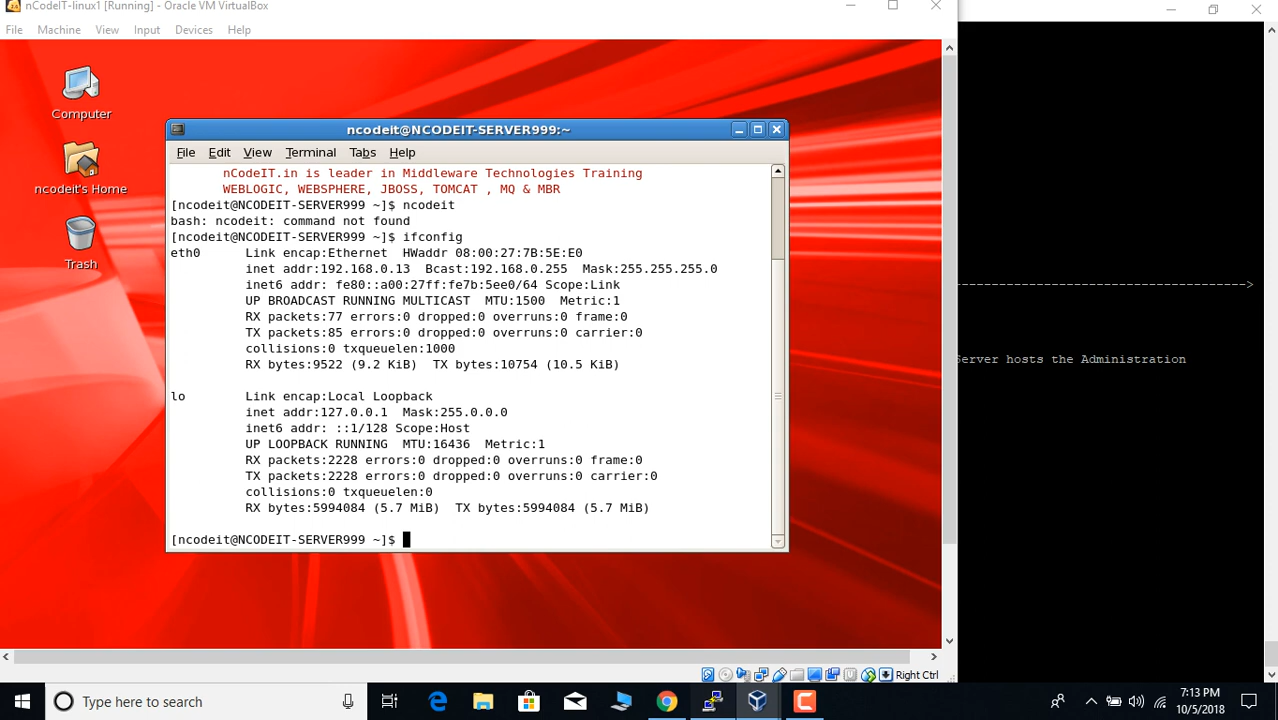 nCodeIT-linux1 [Running] - Oracle VM VirtualBox
File Machine View Input Devices Help
Computer
ncodeit's Home
Trash
ncodeit@NCODEIT-SERVER999:~
File Edit View Terminal Tabs Help
nCodeIT.in is leader in Middleware Technologies Training
WEBLOGIC, WEBSPHERE, JBOSS, TOMCAT , MQ & MBR
[ncodeit@NCODEIT-SERVER999 ~]$ ncodeit
bash: ncodeit: command not found
[ncodeit@NCODEIT-SERVER999 ~]$ ifconfig
eth0 Link encap:Ethernet HWaddr 08:00:27:7B:5E:E0
inet addr:192.168.0.13 Bcast:192.168.0.255 Mask:255.255.255.0
inet6 addr: fe80::a00:27ff:fe7b:5ee0/64 Scope:Link
UP BROADCAST RUNNING MULTICAST MTU:1500 Metric:1
RX packets:77 errors:0 dropped:0 overruns:0 frame:0
TX packets:85 errors:0 dropped:0 overruns:0 carrier:0
collisions:0 txqueuelen:1000
RX bytes:9522 (9.2 KiB) TX bytes:10754 (10.5 KiB)
lo Link encap:Local Loopback
inet addr:127.0.0.1 Mask:255.0.0.0
inet6 addr: ::1/128 Scope:Host
UP LOOPBACK RUNNING MTU:16436 Metric:1
RX packets:2228 errors:0 dropped:0 overruns:0 frame:0
TX packets:2228 errors:0 dropped:0 overruns:0 carrier:0
collisions:0 txqueuelen:0
RX bytes:5994084 (5.7 MiB) TX bytes:5994084 (5.7 MiB)
[ncodeit@NCODEIT-SERVER999 ~]$
--------------------------------------->
Server hosts the Administration
Right Ctrl
Type here to search
7:13 PM
10/5/2018